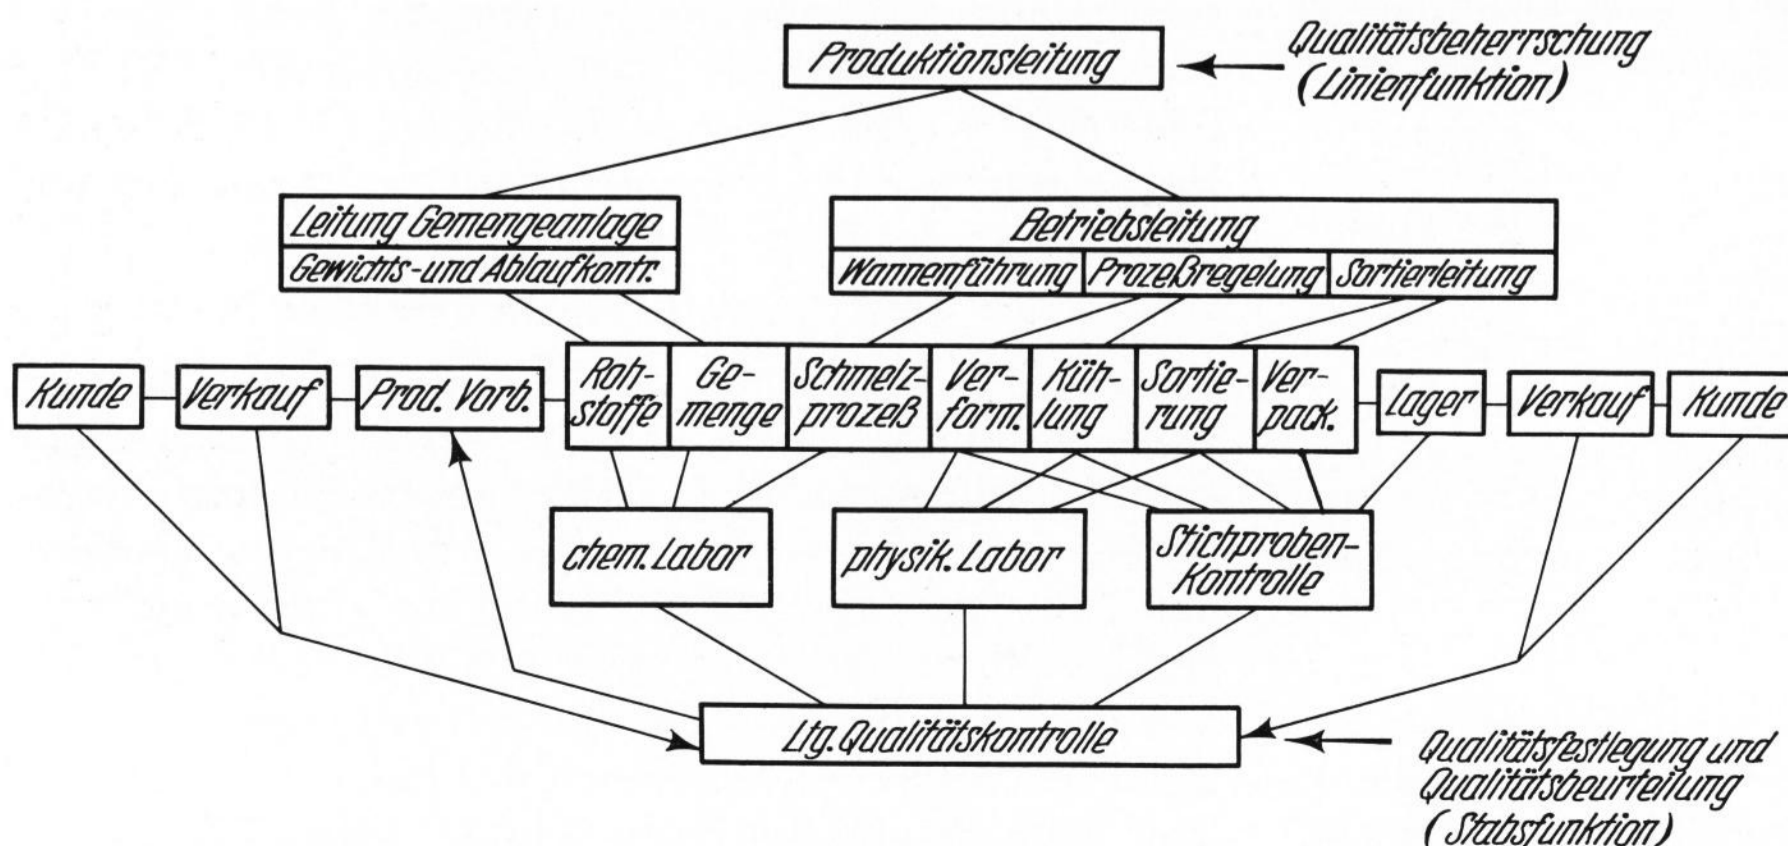 Produktionsleitung
Qualitätsbeherrschung
(Linienfunktion)
Leitung Gemengeanlage
Gewichts- und Ablaufkontr.
Betriebsleitung
Wannenführung
Prozeßregelung
Sortierleitung
Kunde
Verkauf
Prod. Vorb.
Roh-
stoffe
Ge-
menge
Schmelz-
prozeß
Ver-
form.
Küh-
lung
Sortie-
rung
Ver-
pack.
Lager
Verkauf
Kunde
chem. Labor
physik. Labor
Stichproben-
Kontrolle
Ltg. Qualitätskontrolle
Qualitätsfestlegung und
Qualitätsbeurteilung
(Stabsfunktion)